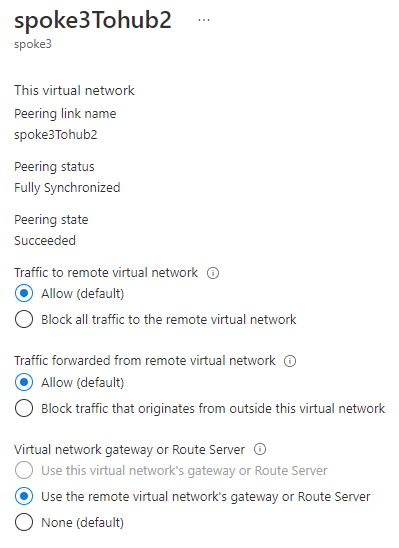 spoke3Tohub2 ...
spoke3
This virtual network
Peering link name
spoke3Tohub2
Peering status
Fully Synchronized
Peering state
Succeeded
Traffic to remote virtual network
Allow (default)
Block all traffic to the remote virtual network
Traffic forwarded from remote virtual network
Allow (default)
Block traffic that originates from outside this virtual network
Virtual network gateway or Route Server
Use this virtual network's gateway or Route Server
Use the remote virtual network's gateway or Route Server
None (default)